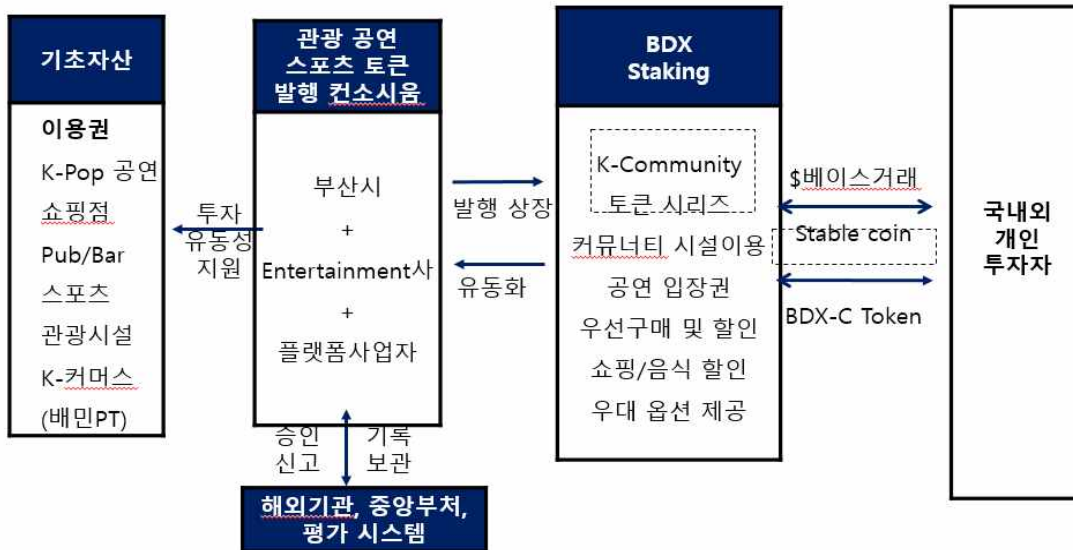 기초자산
이용권
K-Pop 공연
쇼핑점
Pub/Bar
스포츠
관광시설
K-커머스
(배민PT)
투자
유동성
지원
관광 공연
스포츠 토큰
발행 컨소시움
부산시
+
Entertainment사
+
플랫폼사업자
승인
신고
기록
보관
해외기관, 중앙부처,
평가 시스템
발행 상장
유동화
BDX
Staking
K-Community
토큰 시리즈
커뮤너티 시설이용
공연 입장권
우선구매 및 할인
쇼핑/음식 할인
우대 옵션 제공
$베이스거래
Stable coin
BDX-C Token
국내외
개인
투자자